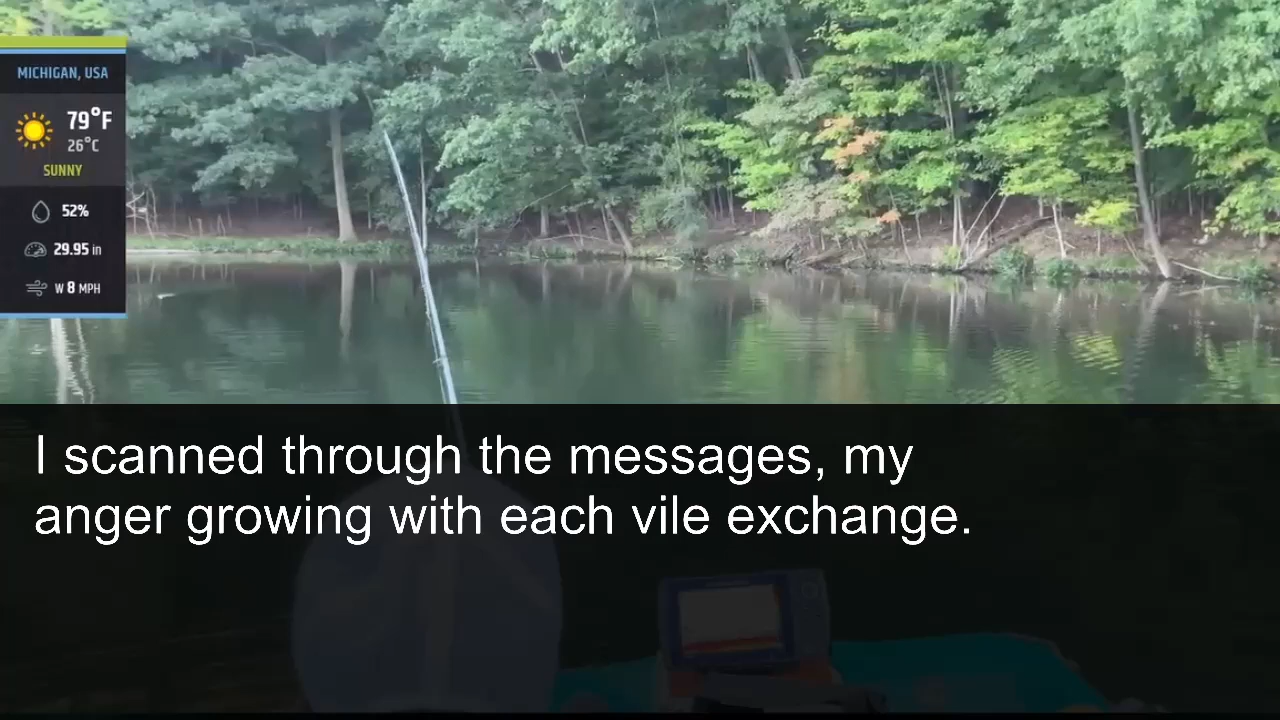 MICHIGAN, USA
79°F
26°C
SUNNY
52%
29.95 in
W 8 MPH
I scanned through the messages, my
anger growing with each vile exchange.